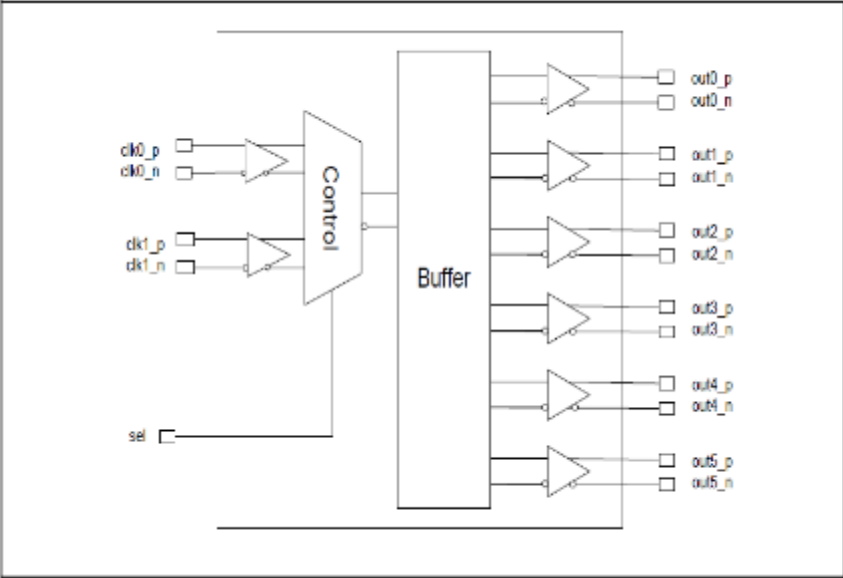 clk0_p
clk0_n
clk1_p
clk1_n
sel
Control
Buffer
out0_p
out0_n
out1_p
out1_n
out2_p
out2_n
out3_p
out3_n
out4_p
out4_n
out5_p
out5_n